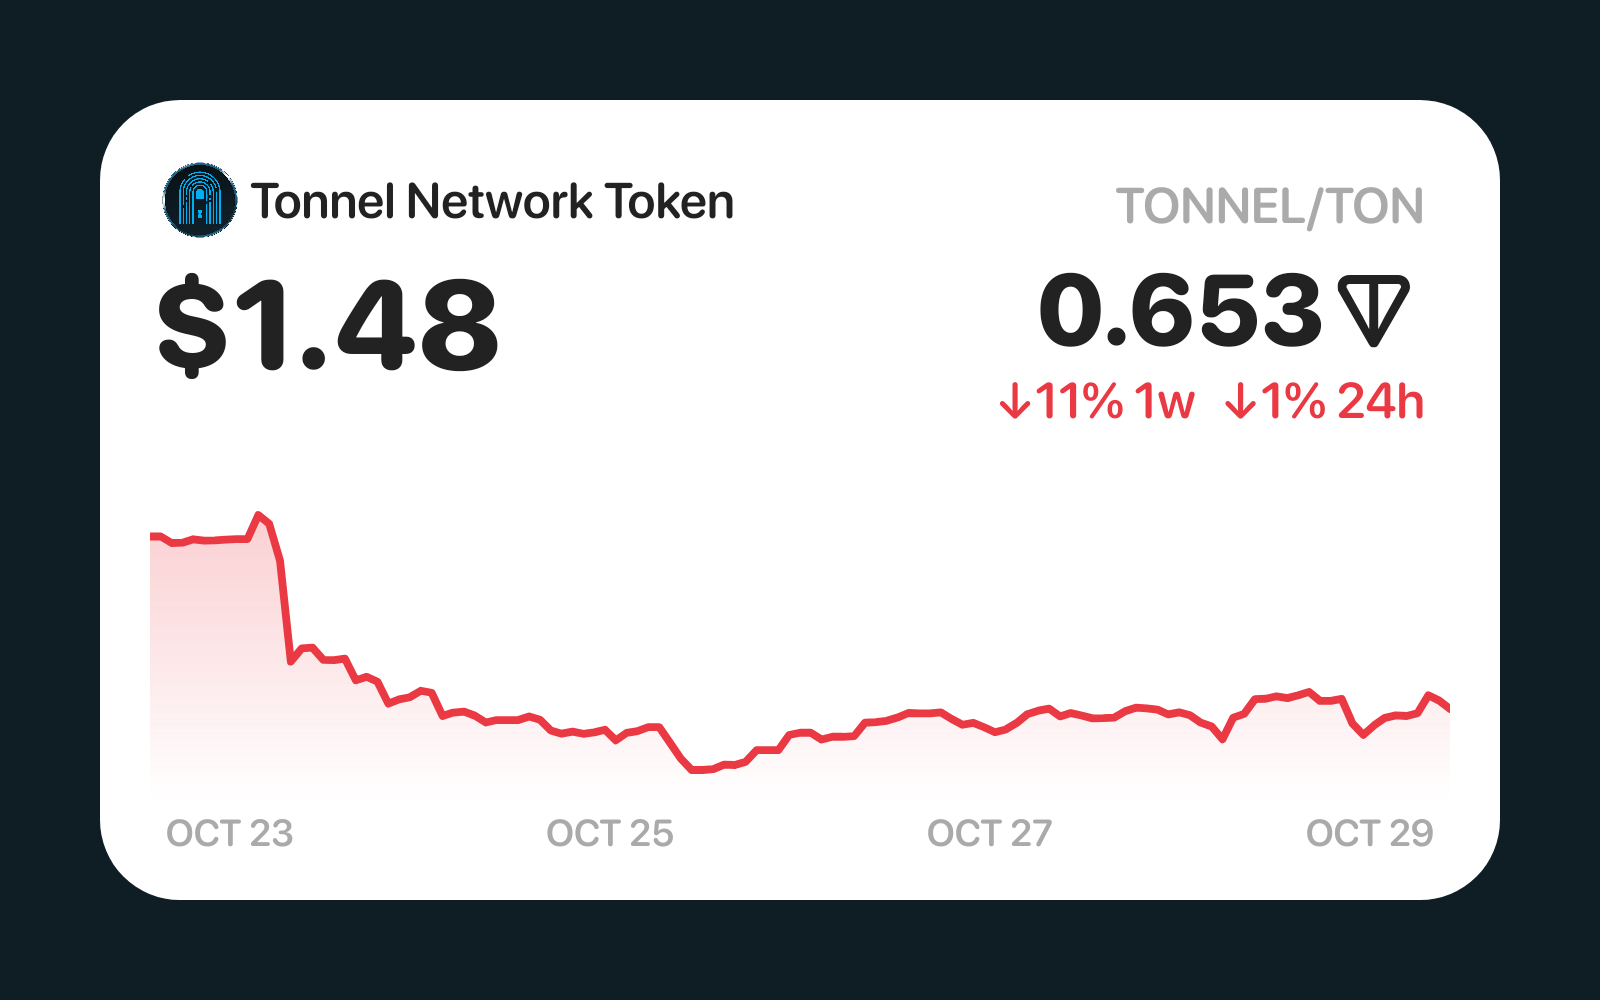 Tonnel Network Token
TONNEL/TON
$1.48
0.653
↓11% 1w ↓1% 24h
OCT 23 OCT 25 OCT 27 OCT 29